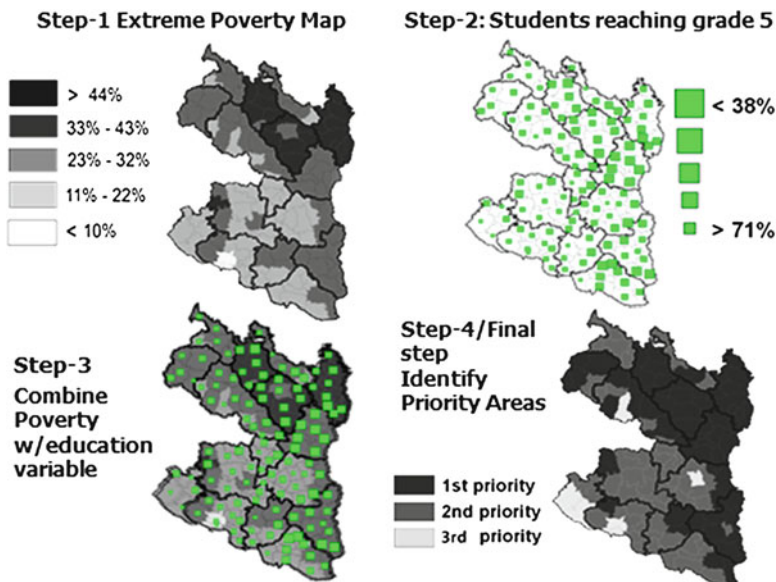 Step-1 Extreme Poverty Map
> 44%
33% - 43%
23% - 32%
11% - 22%
< 10%
Step-2: Students reaching grade 5
< 38%
> 71%
Step-3
Combine
Poverty
w/education
variable
Step-4/Final
step
Identify
Priority Areas
1st priority
2nd priority
3rd priority